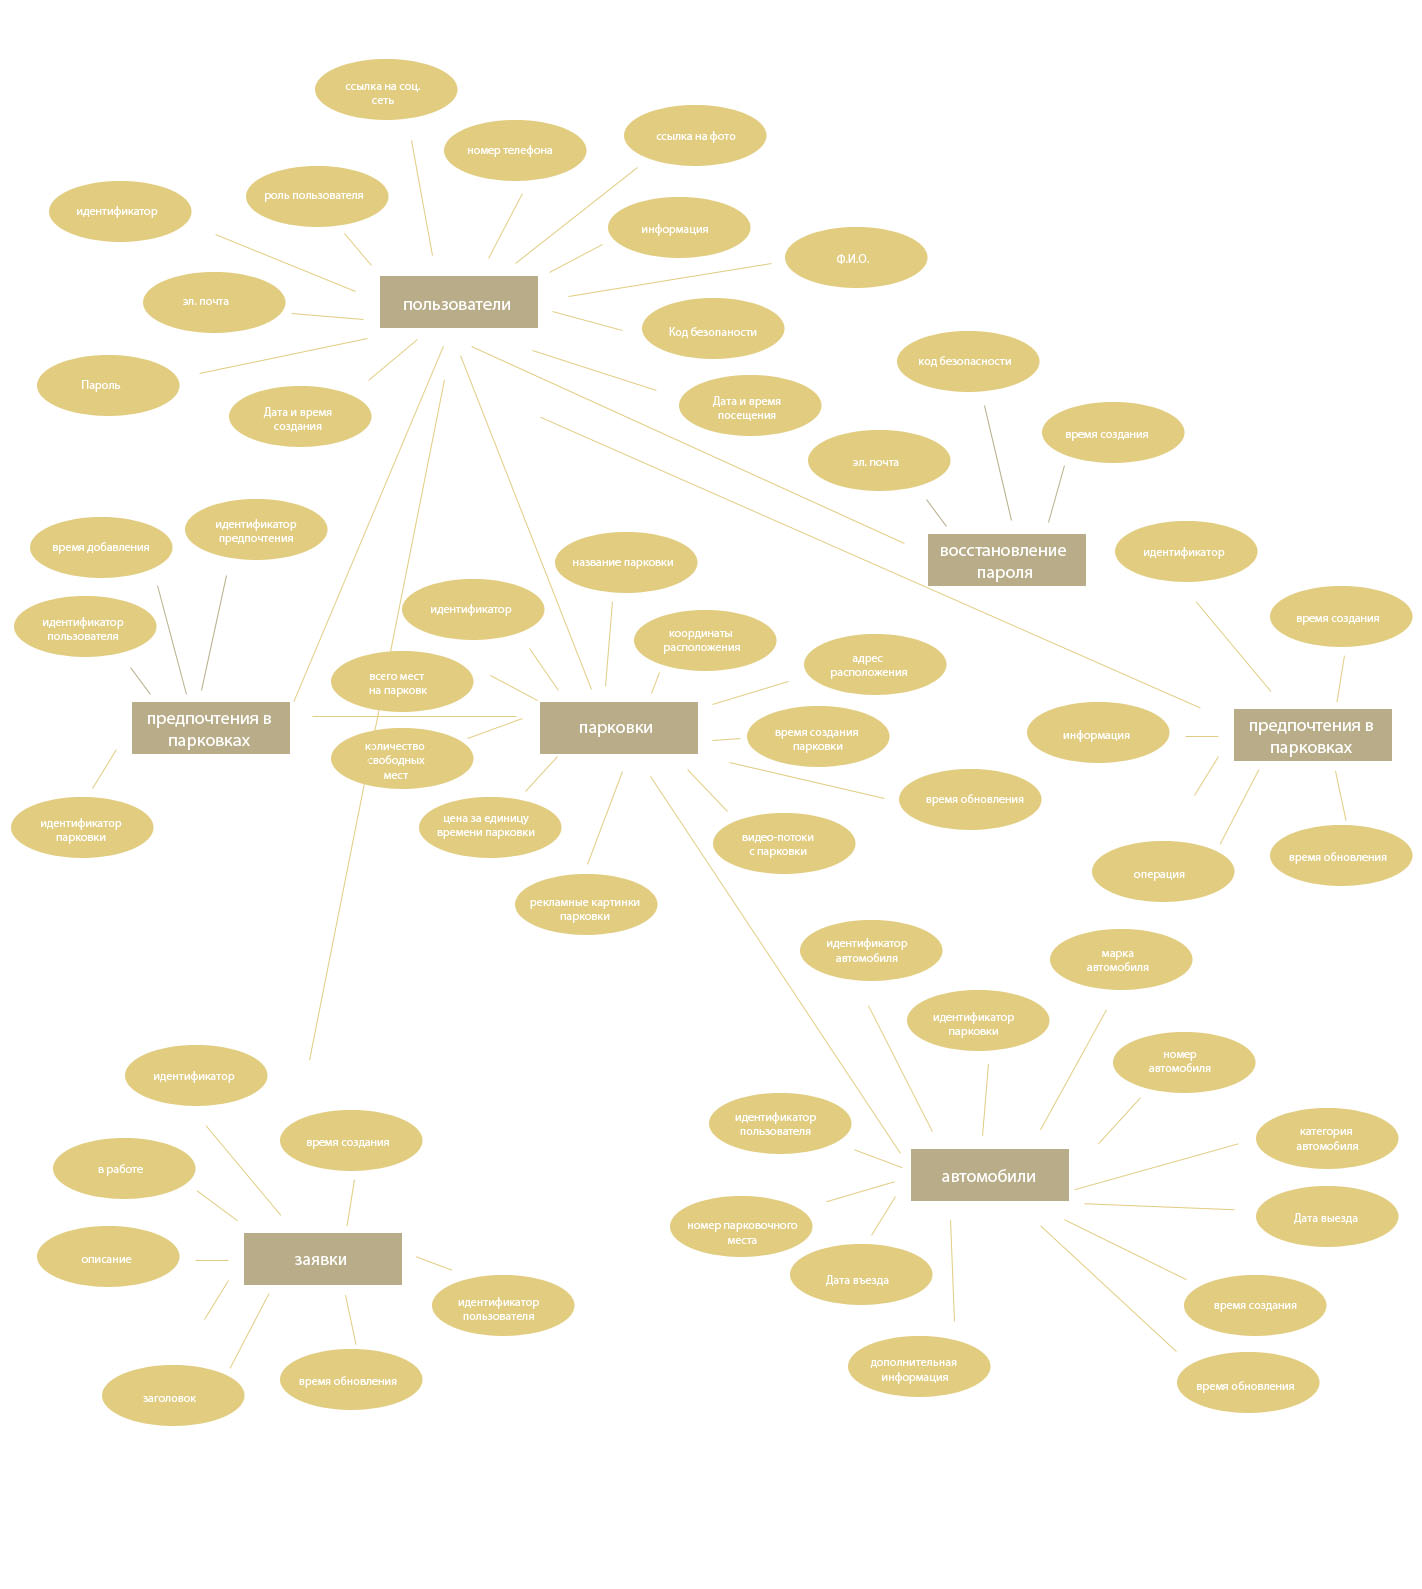 ссылка на соц.
сеть
номер телефона
ссылка на фото
роль пользователя
идентификатор
информация
Ф.И.О.
эл. почта
пользователи
Код безопаности
Пароль
Дата и время
создания
Дата и время
посещения
код безопасности
время создания
эл. почта
восстановление
пароля
время добавления
идентификатор
предпочтения
идентификатор
пользователя
предпочтения в
парковках
идентификатор
парковки
название парковки
идентификатор
координаты
расположения
адрес
расположения
всего мест
на парковк
парковки
время создания
парковки
количество
свободных
мест
время обновления
цена за единицу
времени парковки
видео-потоки
с парковки
рекламные картинки
парковки
идентификатор
время создания
информация
предпочтения в
парковках
операция
время обновления
идентификатор
автомобиля
марка
автомобиля
идентификатор
парковки
номер
автомобиля
идентификатор
пользователя
категория
автомобиля
автомобили
номер парковочного
места
Дата выезда
Дата въезда
время создания
дополнительная
информация
время обновления
идентификатор
время создания
в работе
описание
заявки
идентификатор
пользователя
заголовок
время обновления